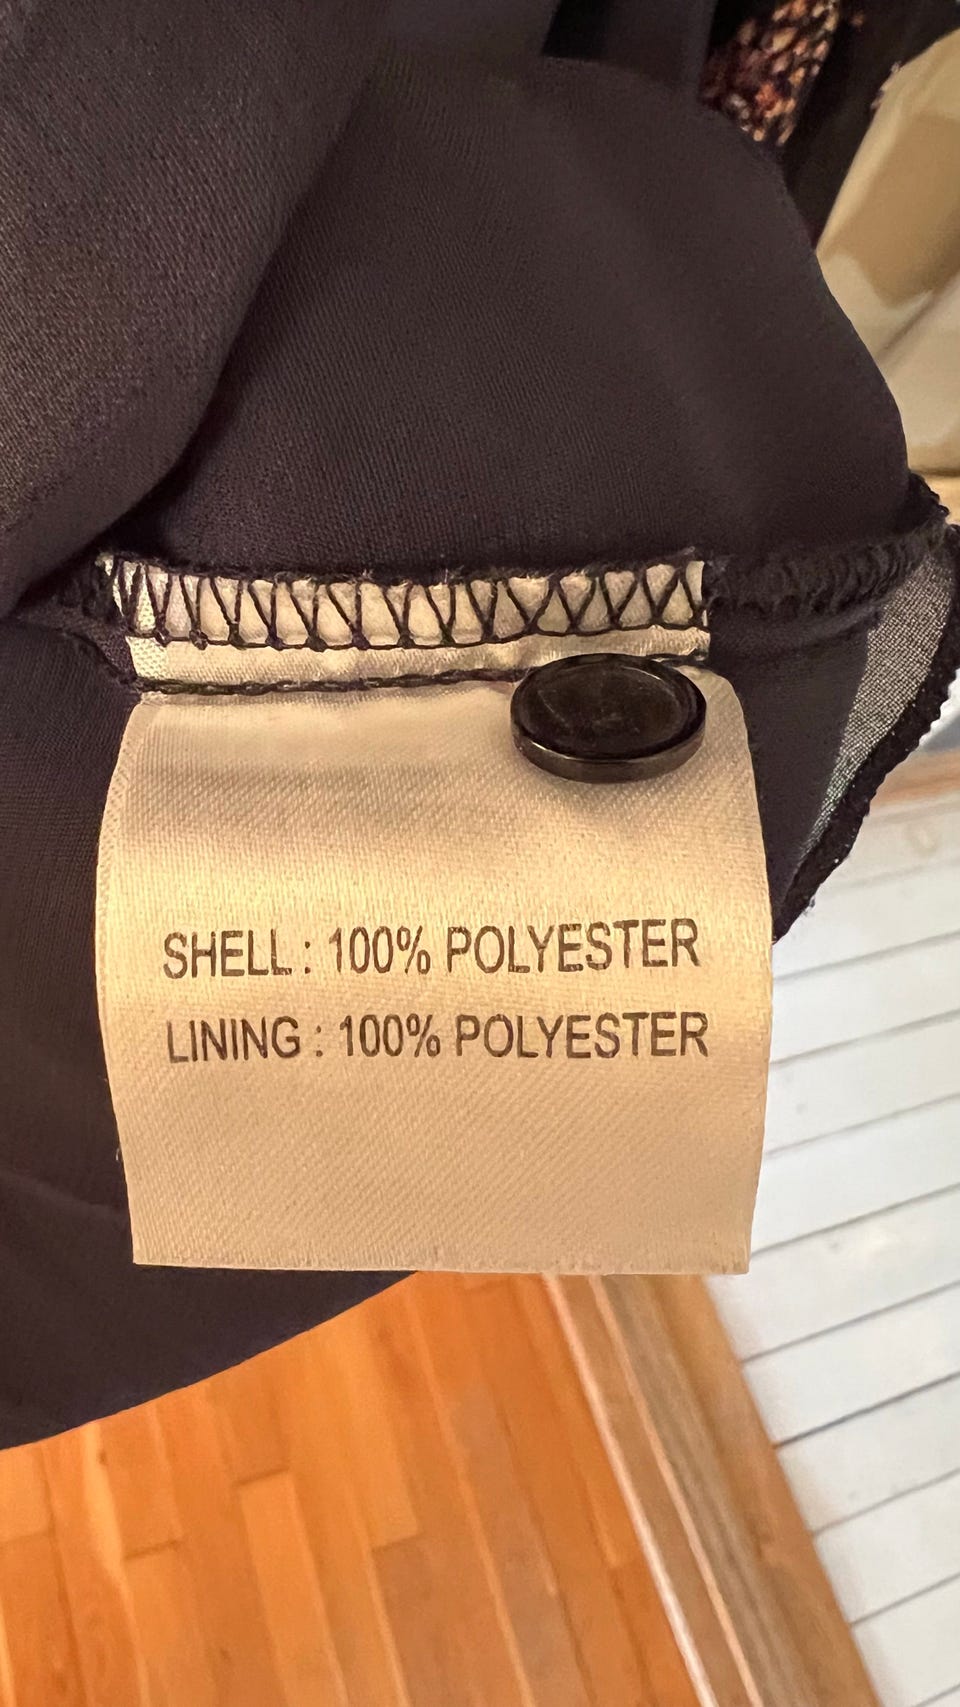 SHELL : 100% POLYESTER
LINING : 100% POLYESTER